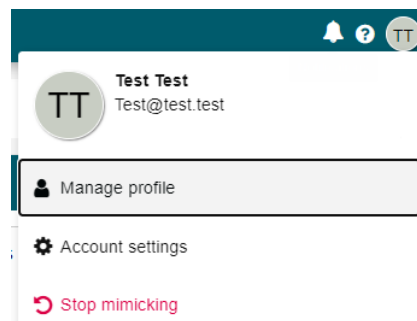 ?
TT
Test Test
TT
Test@test.test
Manage profile
Account settings
Stop mimicking